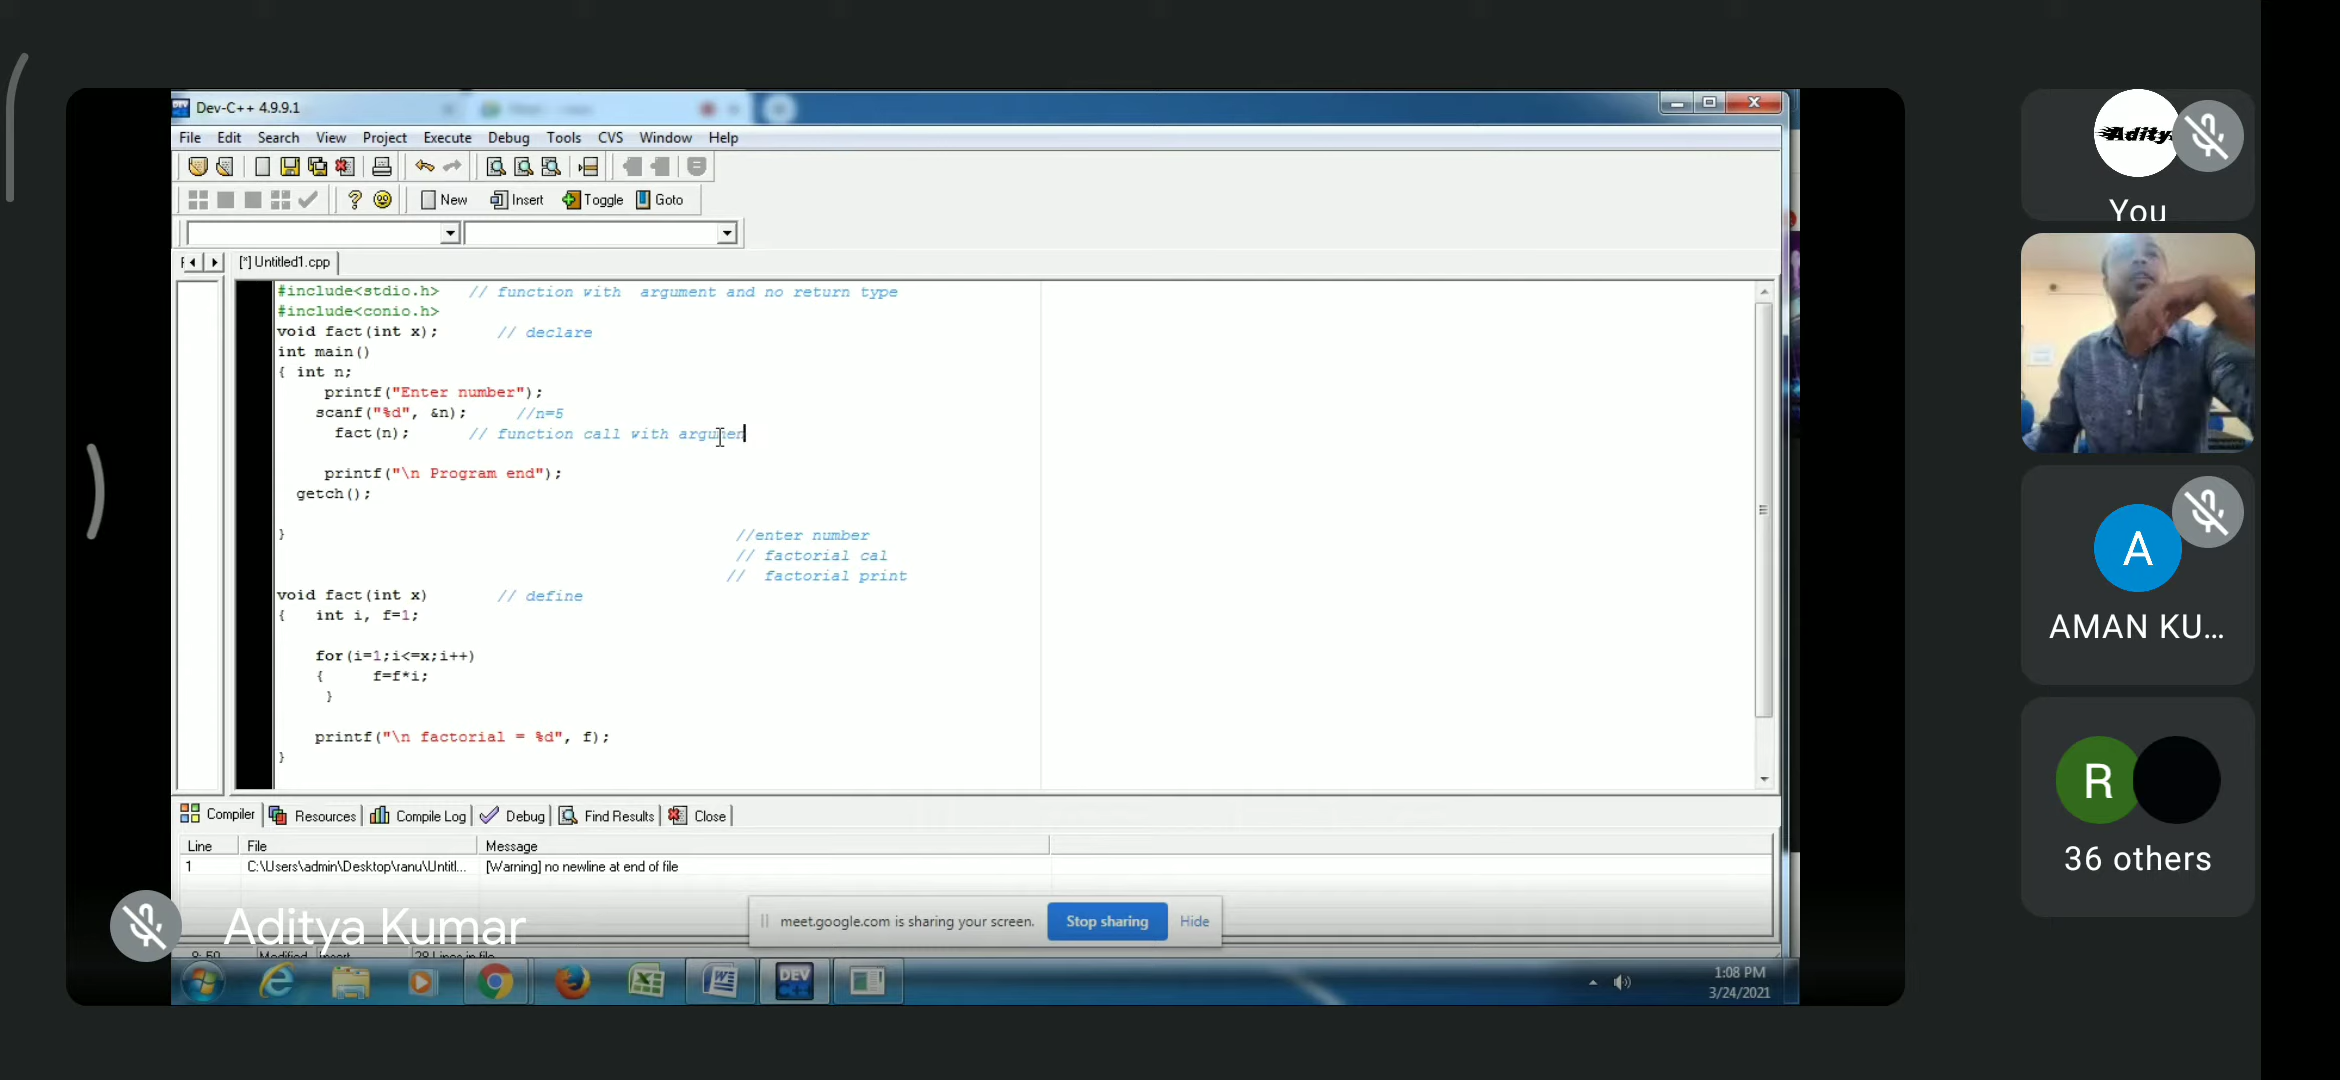 Dev-C++ 4.9.9.1
File Edit Search View Project Execute Debug Tools CVS Window Help
New Insert Toggle Goto
[*] Untitled1.cpp
#include<stdio.h> // function with argument and no return type
#include<conio.h>
void fact(int x); // declare
int main()
{ int n;
printf("Enter number");
scanf("%d", &n); //n=5
fact(n); // function call with argumen
printf("\n Program end");
getch();
} //enter number
// factorial cal
// factorial print
void fact(int x) // define
{ int i, f=1;
for(i=1;i<=x;i++)
{ f=f*i;
}
printf("\n factorial = %d", f);
}
Compiler Resources Compile Log Debug Find Results Close
Line File Message
1 C:\Users\admin\Desktop\ranu\Untitl... [Warning] no newline at end of file
meet.google.com is sharing your screen. Stop sharing Hide
Aditya Kumar
DEV C++
1:08 PM
3/24/2021
You
A
AMAN KU...
R
36 others